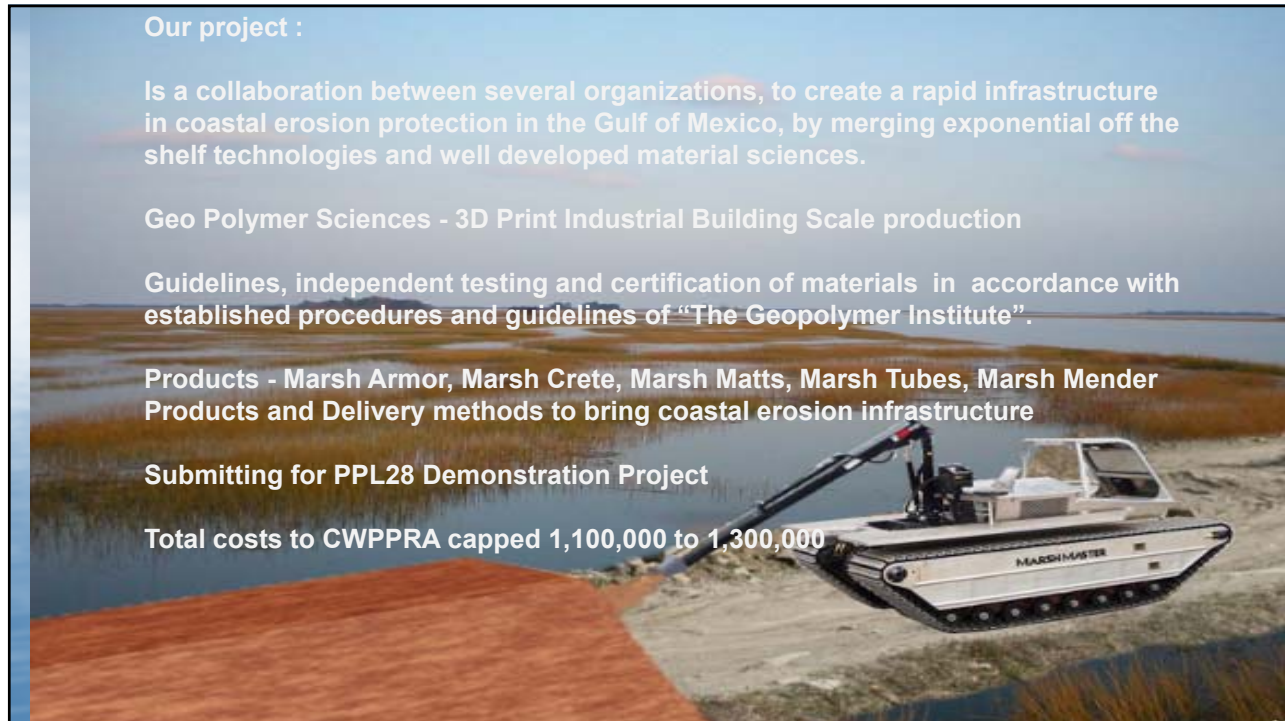 Our project :
Is a collaboration between several organizations, to create a rapid infrastructure
in coastal erosion protection in the Gulf of Mexico, by merging exponential off the
shelf technologies and well developed material sciences.
Geo Polymer Sciences - 3D Print Industrial Building Scale production
Guidelines, independent testing and certification of materials  in  accordance with
established procedures and guidelines of “The Geopolymer Institute”.
Products - Marsh Armor, Marsh Crete, Marsh Matts, Marsh Tubes, Marsh Mender
Products and Delivery methods to bring coastal erosion infrastructure
Submitting for PPL28 Demonstration Project
Total costs to CWPPRA capped 1,100,000 to 1,300,000
MARSH MASTER